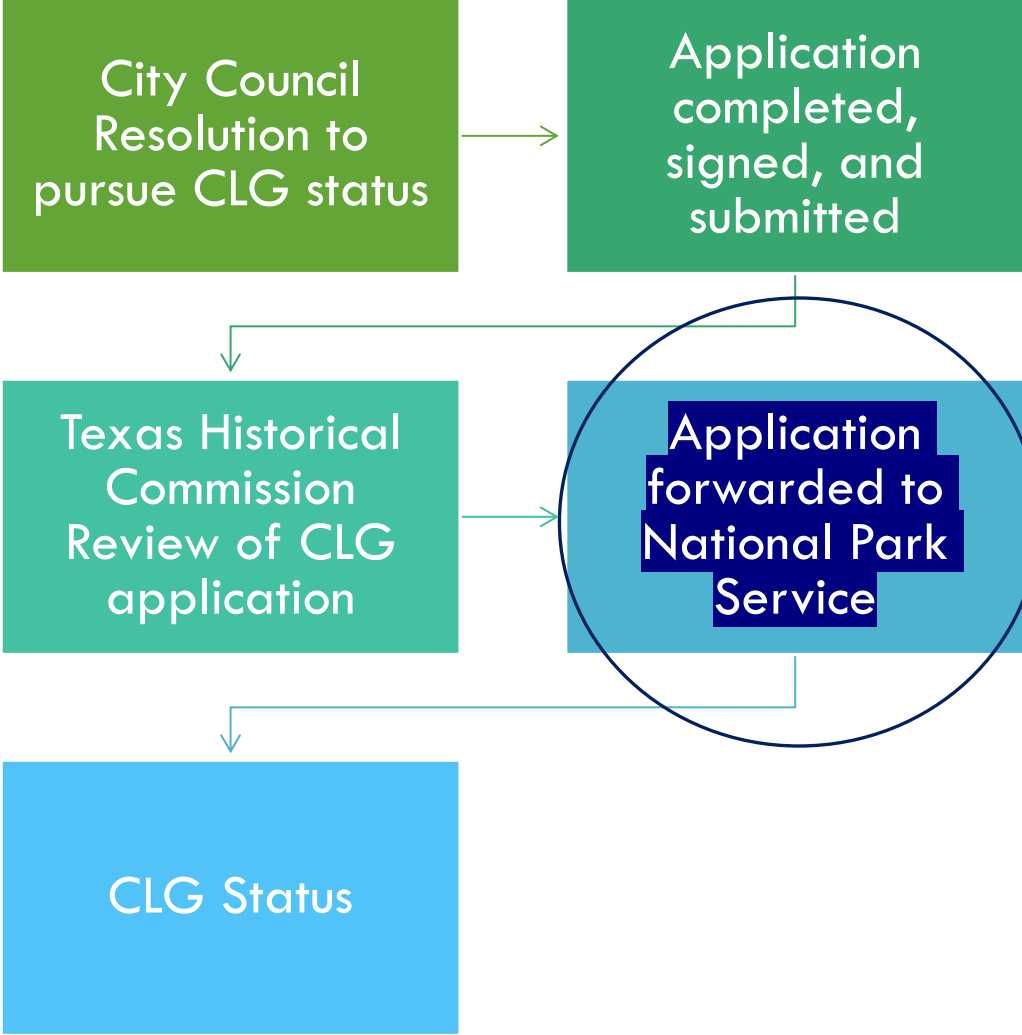 City Council
Resolution to
pursue CLG status
Application
completed,
signed, and
submitted
Texas Historical
Commission
Review of CLG
application
Application
forwarded to
National Park
Service
CLG Status